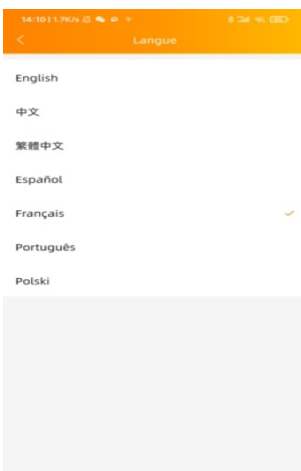 14:10 | 1.7K/s
Langue
English
中文
繁體中文
Español
Français
Português
Polski